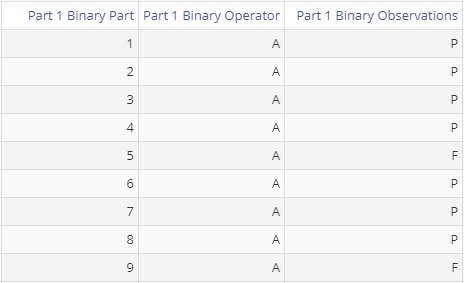 Part 1 Binary Part Part 1 Binary Operator Part 1 Binary Observations
1 A P
2 A P
3 A P
4 A P
5 A F
6 A P
7 A P
8 A P
9 A F